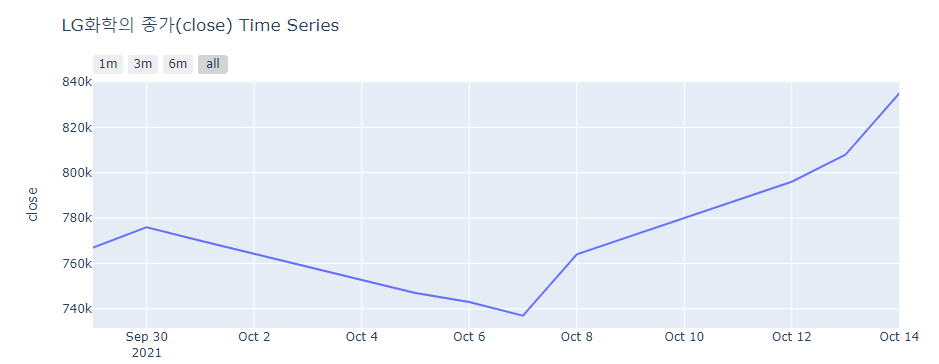 LG화학의 종가(close) Time Series
1m 3m 6m all
840k
820k
800k
780k
760k
740k
close
Sep 30 Oct 2 Oct 4 Oct 6 Oct 8 Oct 10 Oct 12 Oct 14
2021